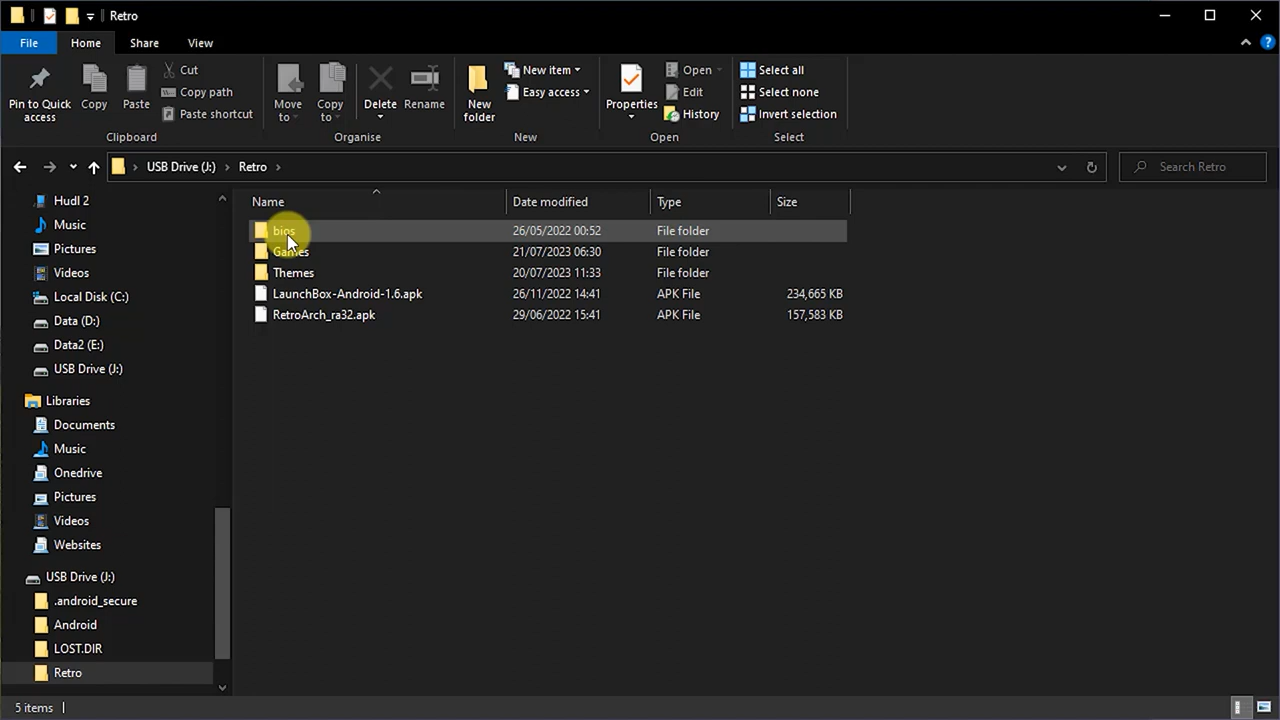 Retro
File
Home
Share
View
Pin to Quick access
Copy
Paste
Cut
Copy path
Paste shortcut
Clipboard
Move to
Copy to
Delete
Rename
Organise
New folder
New item
Easy access
New
Properties
Open
Edit
History
Open
Select all
Select none
Invert selection
Select
USB Drive (J:) Retro
Search Retro
Hudl 2
Music
Pictures
Videos
Local Disk (C:)
Data (D:)
Data2 (E:)
USB Drive (J:)
Libraries
Documents
Music
Onedrive
Pictures
Videos
Websites
USB Drive (J:)
.android_secure
Android
LOST.DIR
Retro
Name Date modified Type Size
bios 26/05/2022 00:52 File folder
Games 21/07/2023 06:30 File folder
Themes 20/07/2023 11:33 File folder
LaunchBox-Android-1.6.apk 26/11/2022 14:41 APK File 234,665 KB
RetroArch_ra32.apk 29/06/2022 15:41 APK File 157,583 KB
5 items